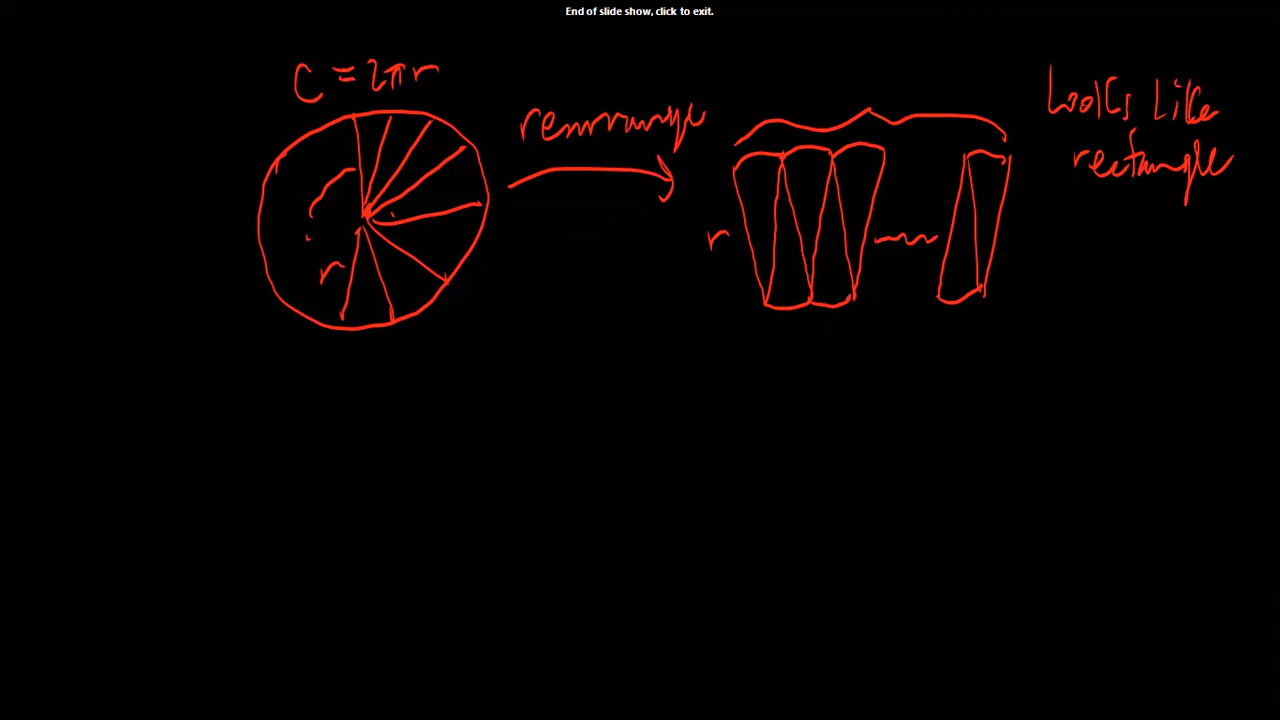 End of slide show, click to exit.
C = 2πr
rearrange
looks like
rectangle
r
r